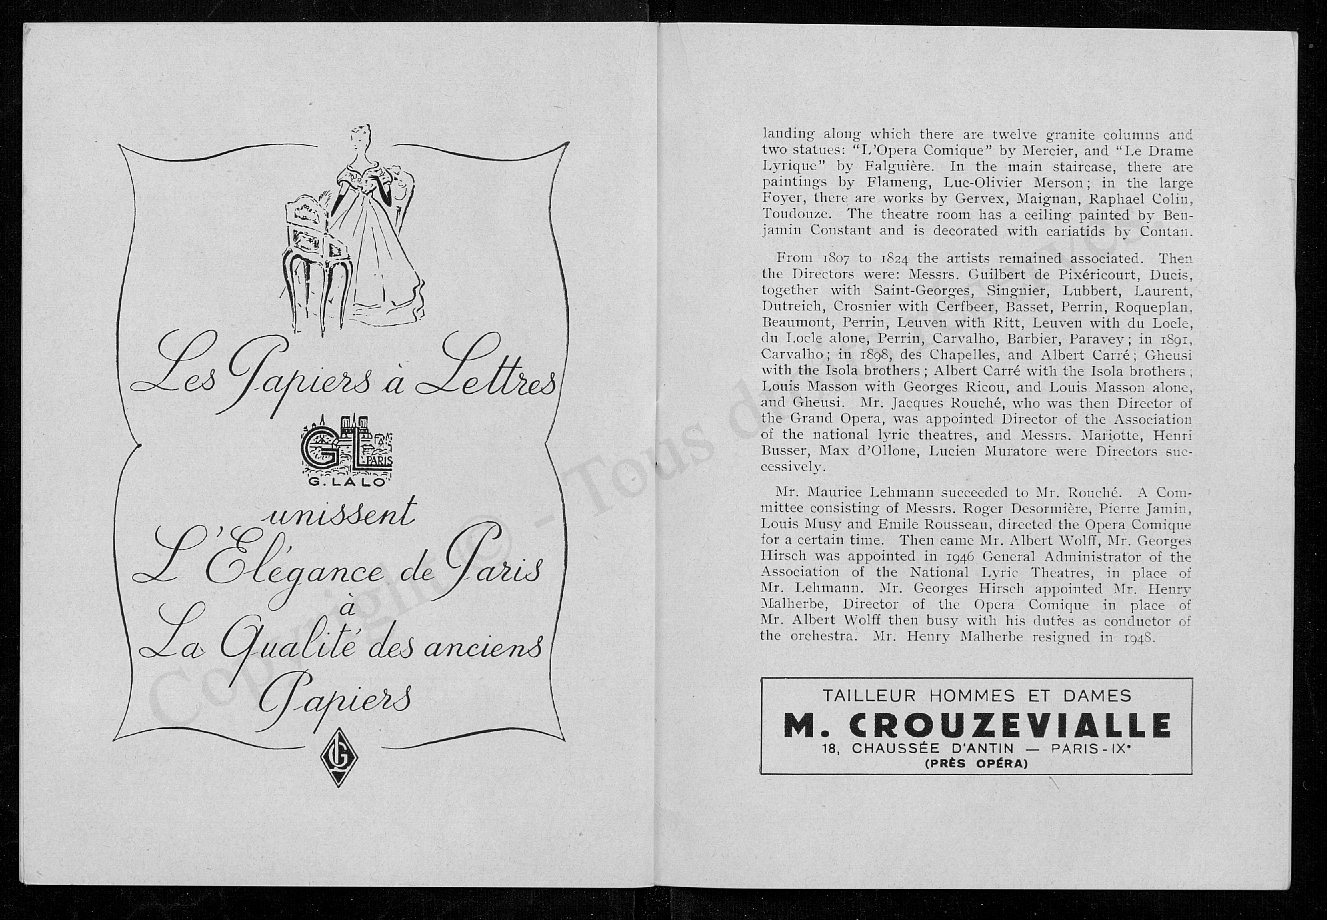 Les Papiers à Lettres
GL
PARIS
G. LALO
unissent
L'Elégance de Paris
à
La Qualité des anciens
Papiers
GL
landing along which there are twelve granite columns and
two statues: "L'Opera Comique" by Mercier, and "Le Drame
Lyrique" by Falguière. In the main staircase, there are
paintings by Flameng, Luc-Olivier Merson; in the large
Foyer, there are works by Gervex, Maignan, Raphael Colin,
Toudouze. The theatre room has a ceiling painted by Ben-
jamin Constant and is decorated with cariatids by Coutan.
From 1807 to 1824 the artists remained associated. Then
the Directors were: Messrs. Guilbert de Pixéricourt, Ducis,
together with Saint-Georges, Singnier, Lubbert, Laurent,
Dutreich, Crosnier with Cerfbeer, Basset, Perrin, Roqueplan,
Beaumont, Perrin, Leuven with Ritt, Leuven with du Locle,
du Locle alone, Perrin, Carvalho, Barbier, Paravey; in 1891,
Carvalho; in 1898, des Chapelles, and Albert Carré; Gheusi
with the Isola brothers; Albert Carré with the Isola brothers,
Louis Masson with Georges Ricou, and Louis Masson alone,
and Gheusi. Mr. Jacques Rouché, who was then Director of
the Grand Opera, was appointed Director of the Association
of the national lyric theatres, and Messrs. Mariotte, Henri
Busser, Max d'Ollone, Lucien Muratore were Directors suc-
cessively.
Mr. Maurice Lehmann succeeded to Mr. Rouché. A Com-
mittee consisting of Messrs. Roger Desormière, Pierre Jamin,
Louis Musy and Emile Rousseau, directed the Opera Comique
for a certain time. Then came Mr. Albert Wolff, Mr. Georges
Hirsch was appointed in 1946 General Administrator of the
Association of the National Lyric Theatres, in place of
Mr. Lehmann. Mr. Georges Hirsch appointed Mr. Henry
Malherbe, Director of the Opera Comique in place of
Mr. Albert Wolff then busy with his duties as conductor of
the orchestra. Mr. Henry Malherbe resigned in 1948.
TAILLEUR HOMMES ET DAMES
M. CROUZEVIALLE
18, CHAUSSÉE D'ANTIN — PARIS-IXe
(PRÈS OPÉRA)
Copyright © - Tous d